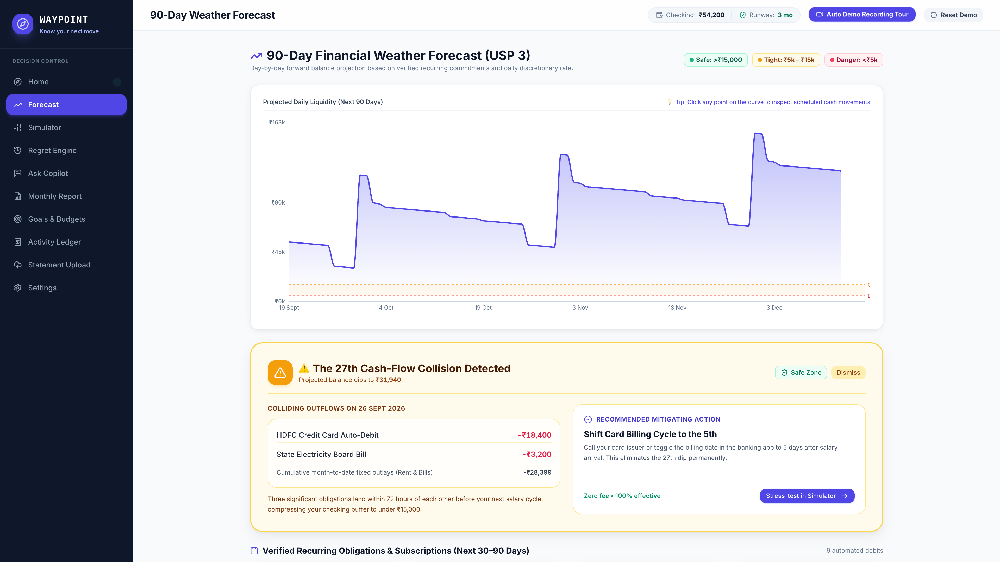 WAYPOINT
Know your next move.
DECISION CONTROL
Home
Forecast
Simulator
Regret Engine
Ask Copilot
Monthly Report
Goals & Budgets
Activity Ledger
Statement Upload
Settings
90-Day Weather Forecast
Checking: ₹54,200
Runway: 3 mo
Auto Demo Recording Tour
Reset Demo
90-Day Financial Weather Forecast (USP 3)
Day-by-day forward balance projection based on verified recurring commitments and daily discretionary rate.
Safe: >₹15,000
Tight: ₹5k – ₹15k
Danger: <₹5k
Projected Daily Liquidity (Next 90 Days)
Tip: Click any point on the curve to inspect scheduled cash movements
₹163k
₹90k
₹45k
₹0k
19 Sept
4 Oct
19 Oct
3 Nov
18 Nov
3 Dec
The 27th Cash-Flow Collision Detected
Projected balance dips to ₹31,940
Safe Zone
Dismiss
COLLIDING OUTFLOWS ON 26 SEPT 2026
HDFC Credit Card Auto-Debit -₹18,400
State Electricity Board Bill -₹3,200
Cumulative month-to-date fixed outlays (Rent & Bills) -₹28,399
Three significant obligations land within 72 hours of each other before your next salary cycle,
compressing your checking buffer to under ₹15,000.
RECOMMENDED MITIGATING ACTION
Shift Card Billing Cycle to the 5th
Call your card issuer or toggle the billing date in the banking app to 5 days after salary
arrival. This eliminates the 27th dip permanently.
Zero fee • 100% effective
Stress-test in Simulator
Verified Recurring Obligations & Subscriptions (Next 30–90 Days)
9 automated debits